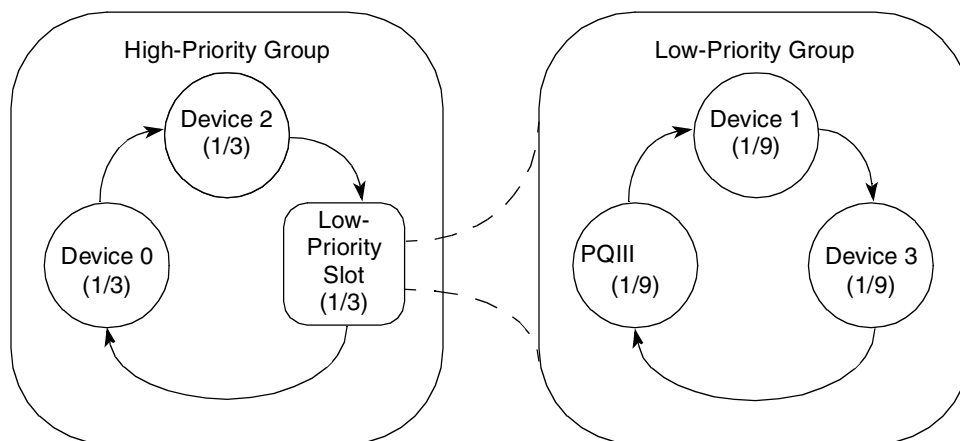 High-Priority Group
Device 2
(1/3)
Device 0
(1/3)
Low-
Priority
Slot
(1/3)
Low-Priority Group
Device 1
(1/9)
PQIII
(1/9)
Device 3
(1/9)